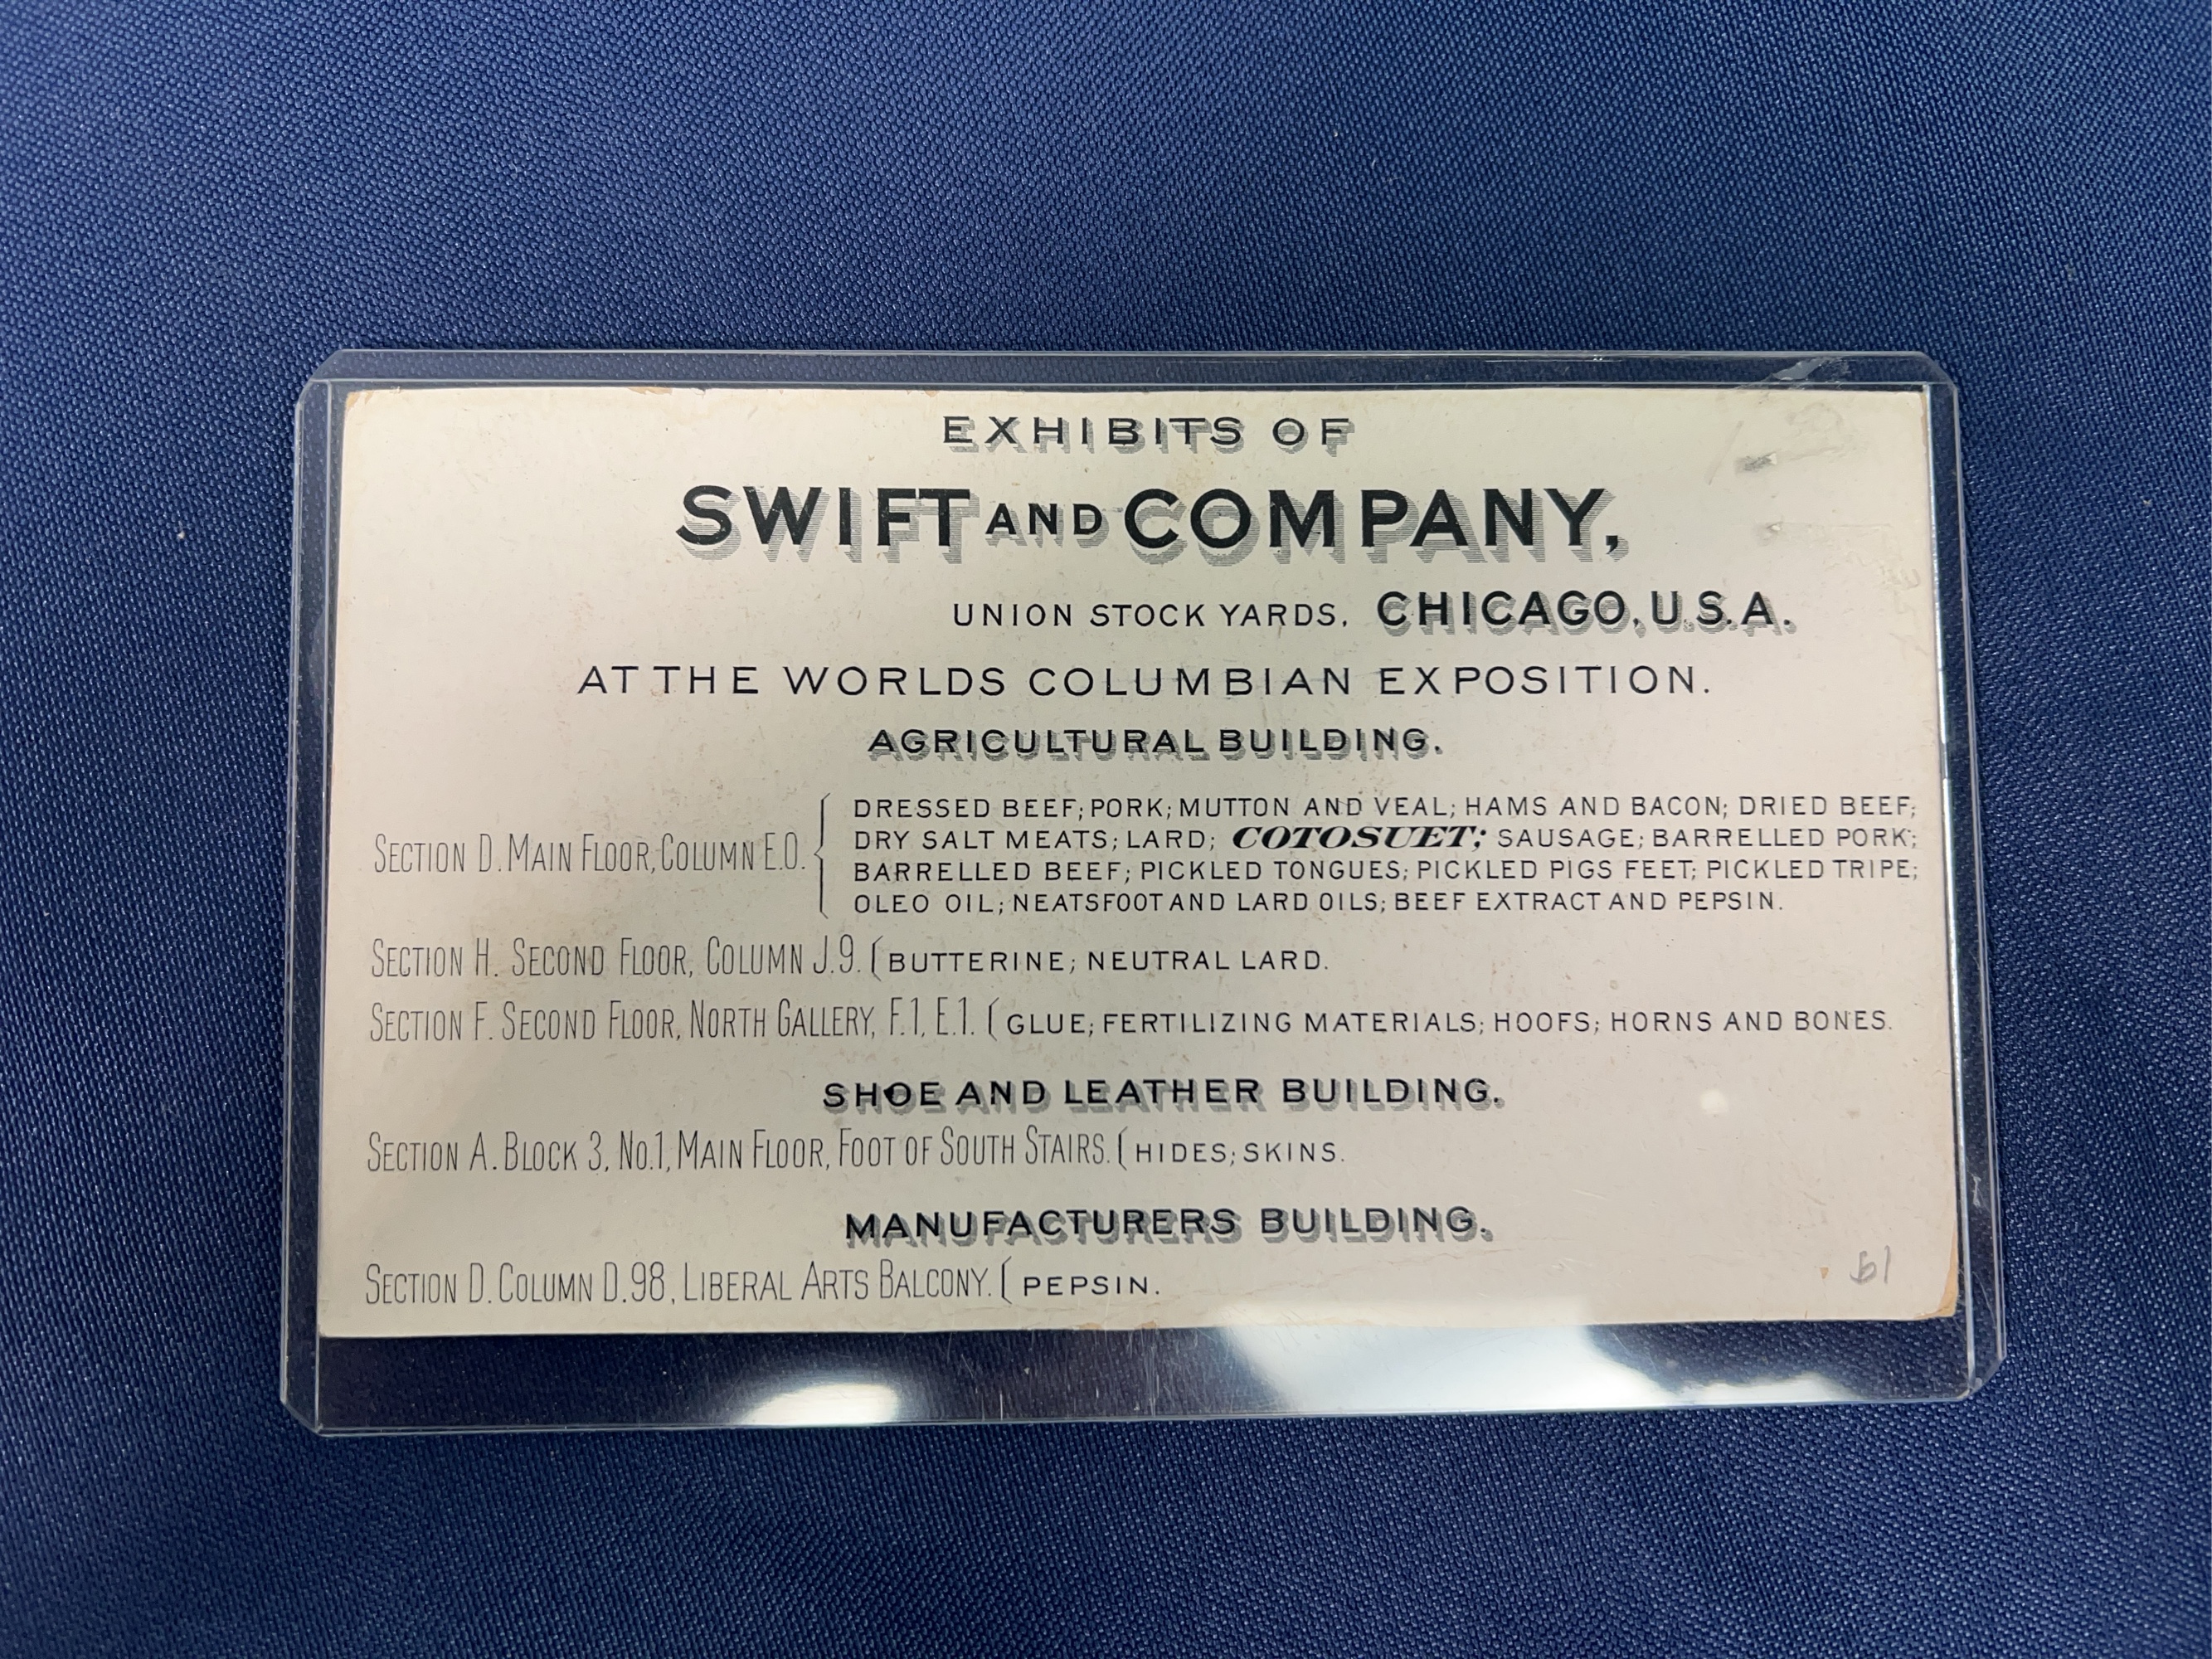 EXHIBITS OF
SWIFT AND COMPANY,
UNION STOCK YARDS, CHICAGO, U.S.A.
AT THE WORLDS COLUMBIAN EXPOSITION.
AGRICULTURAL BUILDING.
SECTION D. MAIN FLOOR, COLUMN E.O.
DRESSED BEEF; PORK; MUTTON AND VEAL; HAMS AND BACON; DRIED BEEF;
DRY SALT MEATS; LARD; COTOSUET; SAUSAGE; BARRELLED PORK;
BARRELLED BEEF; PICKLED TONGUES; PICKLED PIGS FEET; PICKLED TRIPE;
OLEO OIL; NEATSFOOT AND LARD OILS; BEEF EXTRACT AND PEPSIN.
SECTION H. SECOND FLOOR, COLUMN J.9. ( BUTTERINE; NEUTRAL LARD.
SECTION F. SECOND FLOOR, NORTH GALLERY, F.1, E.1. ( GLUE; FERTILIZING MATERIALS; HOOFS; HORNS AND BONES.
SHOE AND LEATHER BUILDING.
SECTION A. BLOCK 3, No.1, MAIN FLOOR, FOOT OF SOUTH STAIRS. ( HIDES; SKINS.
MANUFACTURERS BUILDING.
SECTION D. COLUMN D.98, LIBERAL ARTS BALCONY. ( PEPSIN.